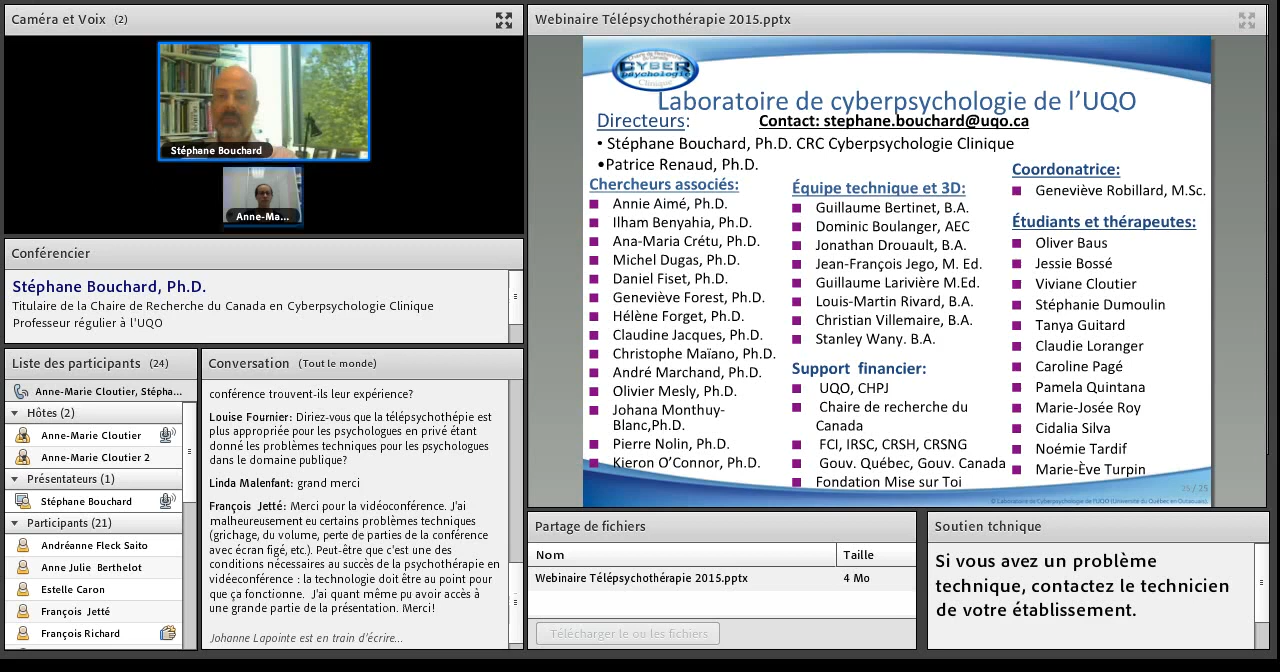 Caméra et Voix (2)
Stéphane Bouchard
Anne-Ma...
Conférencier
Stéphane Bouchard, Ph.D.
Titulaire de la Chaire de Recherche du Canada en Cyberpsychologie Clinique
Professeur régulier à l'UQO
Liste des participants (24)
Anne-Marie Cloutier, Stépha...
Hôtes (2)
Anne-Marie Cloutier
Anne-Marie Cloutier 2
Présentateurs (1)
Stéphane Bouchard
Participants (21)
Andréanne Fleck Saito
Anne Julie Berthelot
Estelle Caron
François Jetté
François Richard
Conversation (Tout le monde)
conférence trouvent-ils leur expérience?
Louise Fournier: Diriez-vous que la télépsychothépie est
plus appropriée pour les psychologues en privé étant
donné les problèmes techniques pour les psychologues
dans le domaine publique?
Linda Malenfant: grand merci
François Jetté: Merci pour la vidéoconférence. J'ai
malheureusement eu certains problèmes techniques
(grichage, du volume, perte de parties de la conférence
avec écran figé, etc.). Peut-être que c'est une des
conditions nécessaires au succès de la psychothérapie en
vidéeconférence : la technologie doit être au point pour
que ça fonctionne. J'ai quant même pu avoir accès à
une grande partie de la présentation. Merci!
Johanne Lapointe est en train d'écrire...
Webinaire Télépsychothérapie 2015.pptx
CYBER
psychologie
Clinique
Laboratoire de cyberpsychologie de l'UQO
Directeurs:
Contact: stephane.bouchard@uqo.ca
• Stéphane Bouchard, Ph.D. CRC Cyberpsychologie Clinique
•Patrice Renaud, Ph.D.
Chercheurs associés:
Annie Aimé, Ph.D.
Ilham Benyahia, Ph.D.
Ana-Maria Crétu, Ph.D.
Michel Dugas, Ph.D.
Daniel Fiset, Ph.D.
Geneviève Forest, Ph.D.
Hélène Forget, Ph.D.
Claudine Jacques, Ph.D.
Christophe Maïano, Ph.D.
André Marchand, Ph.D.
Olivier Mesly, Ph.D.
Johana Monthuy-
Blanc,Ph.D.
Pierre Nolin, Ph.D.
Kieron O'Connor, Ph.D.
Équipe technique et 3D:
Guillaume Bertinet, B.A.
Dominic Boulanger, AEC
Jonathan Drouault, B.A.
Jean-François Jego, M. Ed.
Guillaume Larivière M.Ed.
Louis-Martin Rivard, B.A.
Christian Villemaire, B.A.
Stanley Wany. B.A.
Support financier:
UQO, CHPJ
Chaire de recherche du
Canada
FCI, IRSC, CRSH, CRSNG
Gouv. Québec, Gouv. Canada
Fondation Mise sur Toi
Coordonatrice:
Geneviève Robillard, M.Sc.
Étudiants et thérapeutes:
Oliver Baus
Jessie Bossé
Viviane Cloutier
Stéphanie Dumoulin
Tanya Guitard
Claudie Loranger
Caroline Pagé
Pamela Quintana
Marie-Josée Roy
Cidalia Silva
Noémie Tardif
Marie-Ève Turpin
25 / 25
© Laboratoire de Cyberpsychologie de l'UQO (Université du Québec en Outaouais)
Partage de fichiers
Nom Taille
Webinaire Télépsychothérapie 2015.pptx 4 Mo
Télécharger le ou les fichiers
Soutien tchnique
Si vous avez un problème
technique, contactez le technicien
de votre établissement.